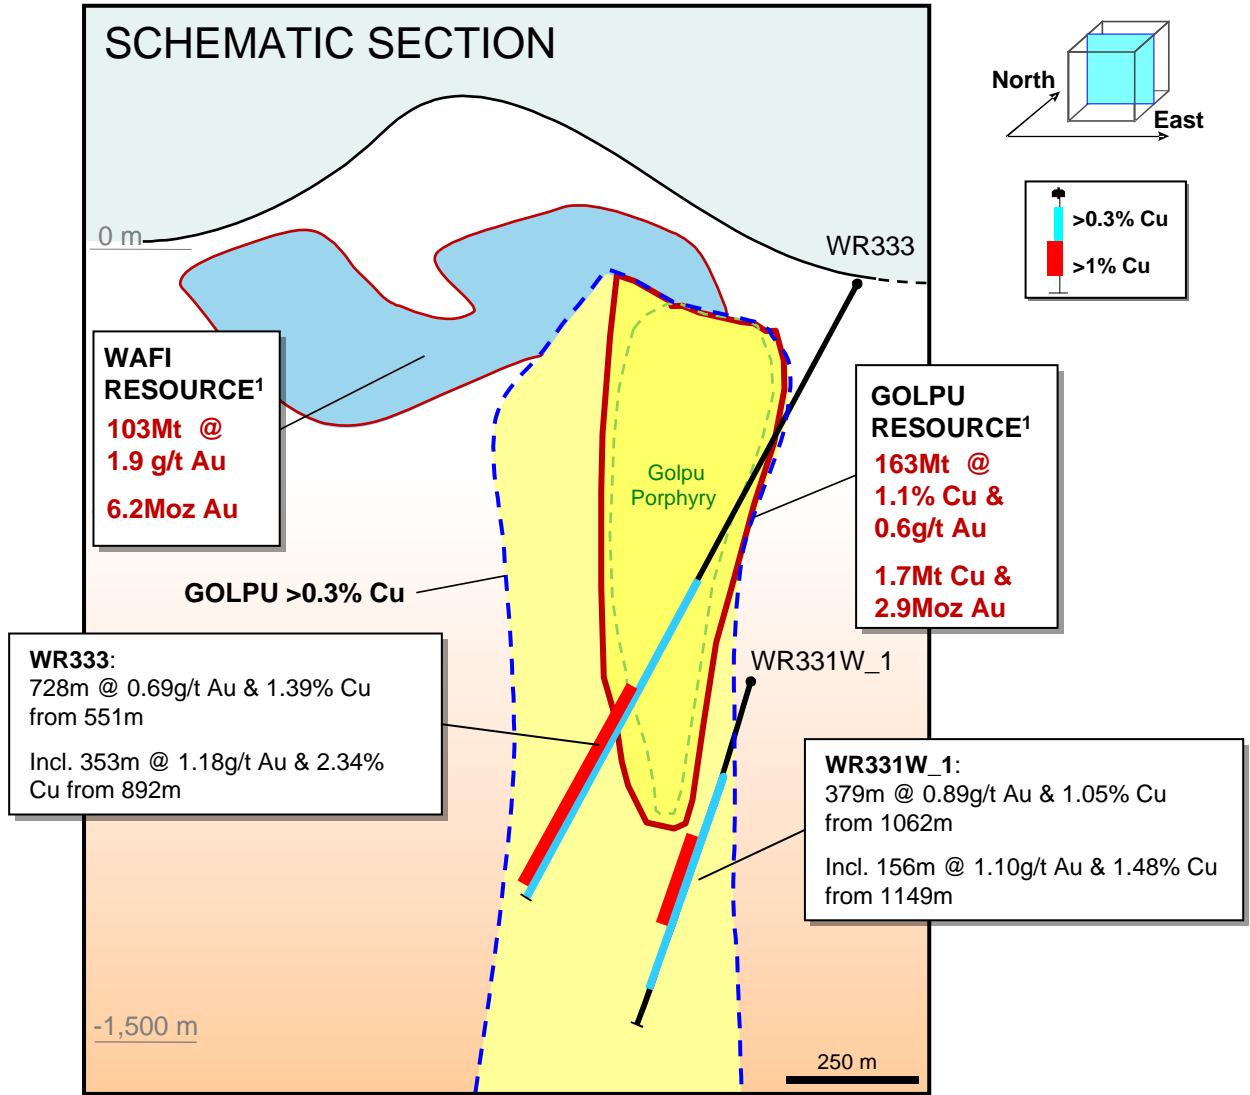 SCHEMATIC SECTION
North
East
>0.3% Cu
>1% Cu
0 m
WR333
WAFI
RESOURCE¹
103Mt @
1.9 g/t Au
6.2Moz Au
GOLPU
RESOURCE¹
163Mt @
1.1% Cu &
0.6g/t Au
1.7Mt Cu &
2.9Moz Au
Golpu
Porphyry
GOLPU >0.3% Cu
WR333:
728m @ 0.69g/t Au & 1.39% Cu
from 551m
Incl. 353m @ 1.18g/t Au & 2.34%
Cu from 892m
WR331W_1
WR331W_1:
379m @ 0.89g/t Au & 1.05% Cu
from 1062m
Incl. 156m @ 1.10g/t Au & 1.48% Cu
from 1149m
-1,500 m
250 m